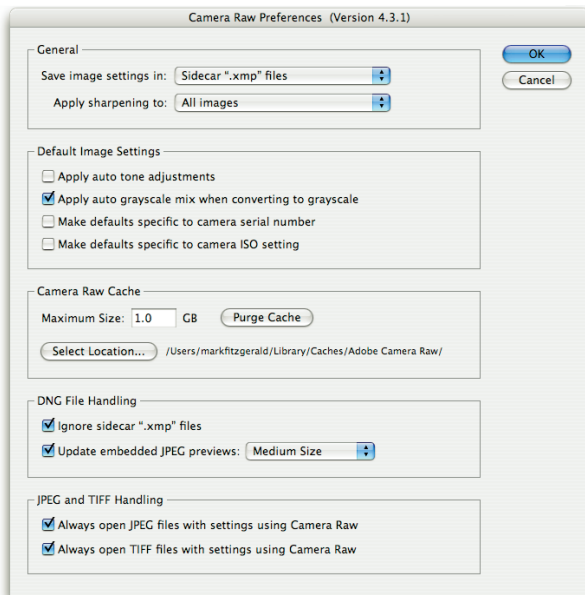 Camera Raw Preferences (Version 4.3.1)
General
Save image settings in: Sidecar “.xmp” files
Apply sharpening to: All images
OK
Cancel
Default Image Settings
Apply auto tone adjustments
Apply auto grayscale mix when converting to grayscale
Make defaults specific to camera serial number
Make defaults specific to camera ISO setting
Camera Raw Cache
Maximum Size: 1.0 GB Purge Cache
Select Location... /Users/markfitzgerald/Library/Caches/Adobe Camera Raw/
DNG File Handling
Ignore sidecar “.xmp” files
Update embedded JPEG previews: Medium Size
JPEG and TIFF Handling
Always open JPEG files with settings using Camera Raw
Always open TIFF files with settings using Camera Raw